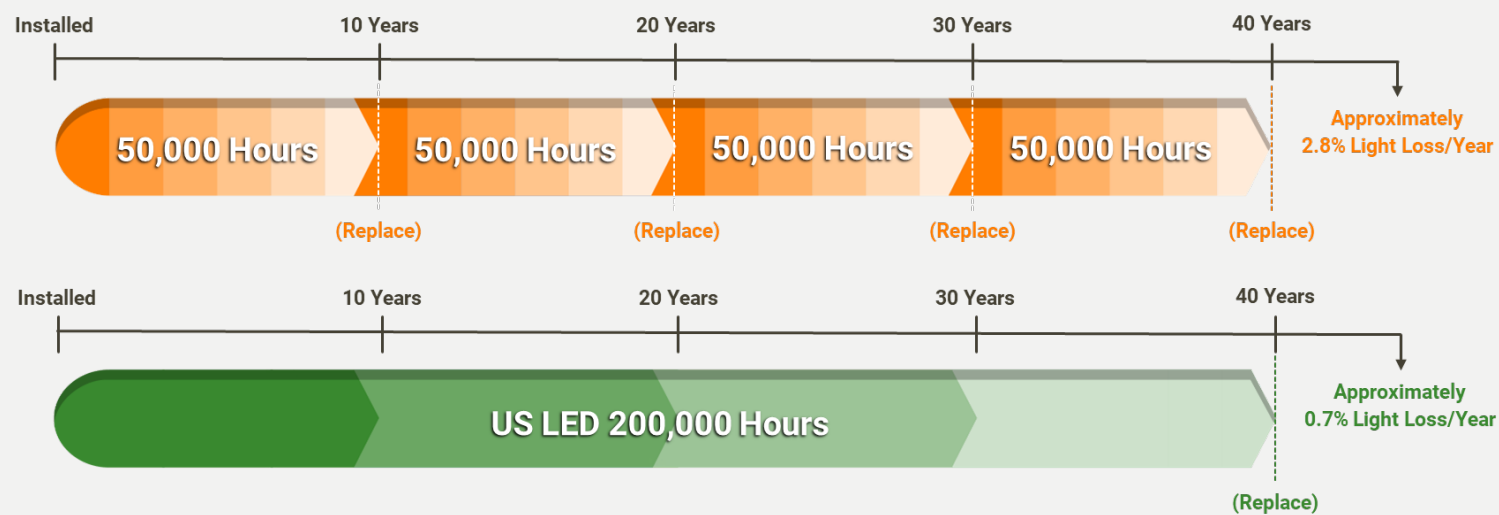 Installed 10 Years 20 Years 30 Years 40 Years
50,000 Hours 50,000 Hours 50,000 Hours 50,000 Hours
Approximately
2.8% Light Loss/Year
(Replace) (Replace) (Replace) (Replace)
Installed 10 Years 20 Years 30 Years 40 Years
US LED 200,000 Hours
Approximately
0.7% Light Loss/Year
(Replace)